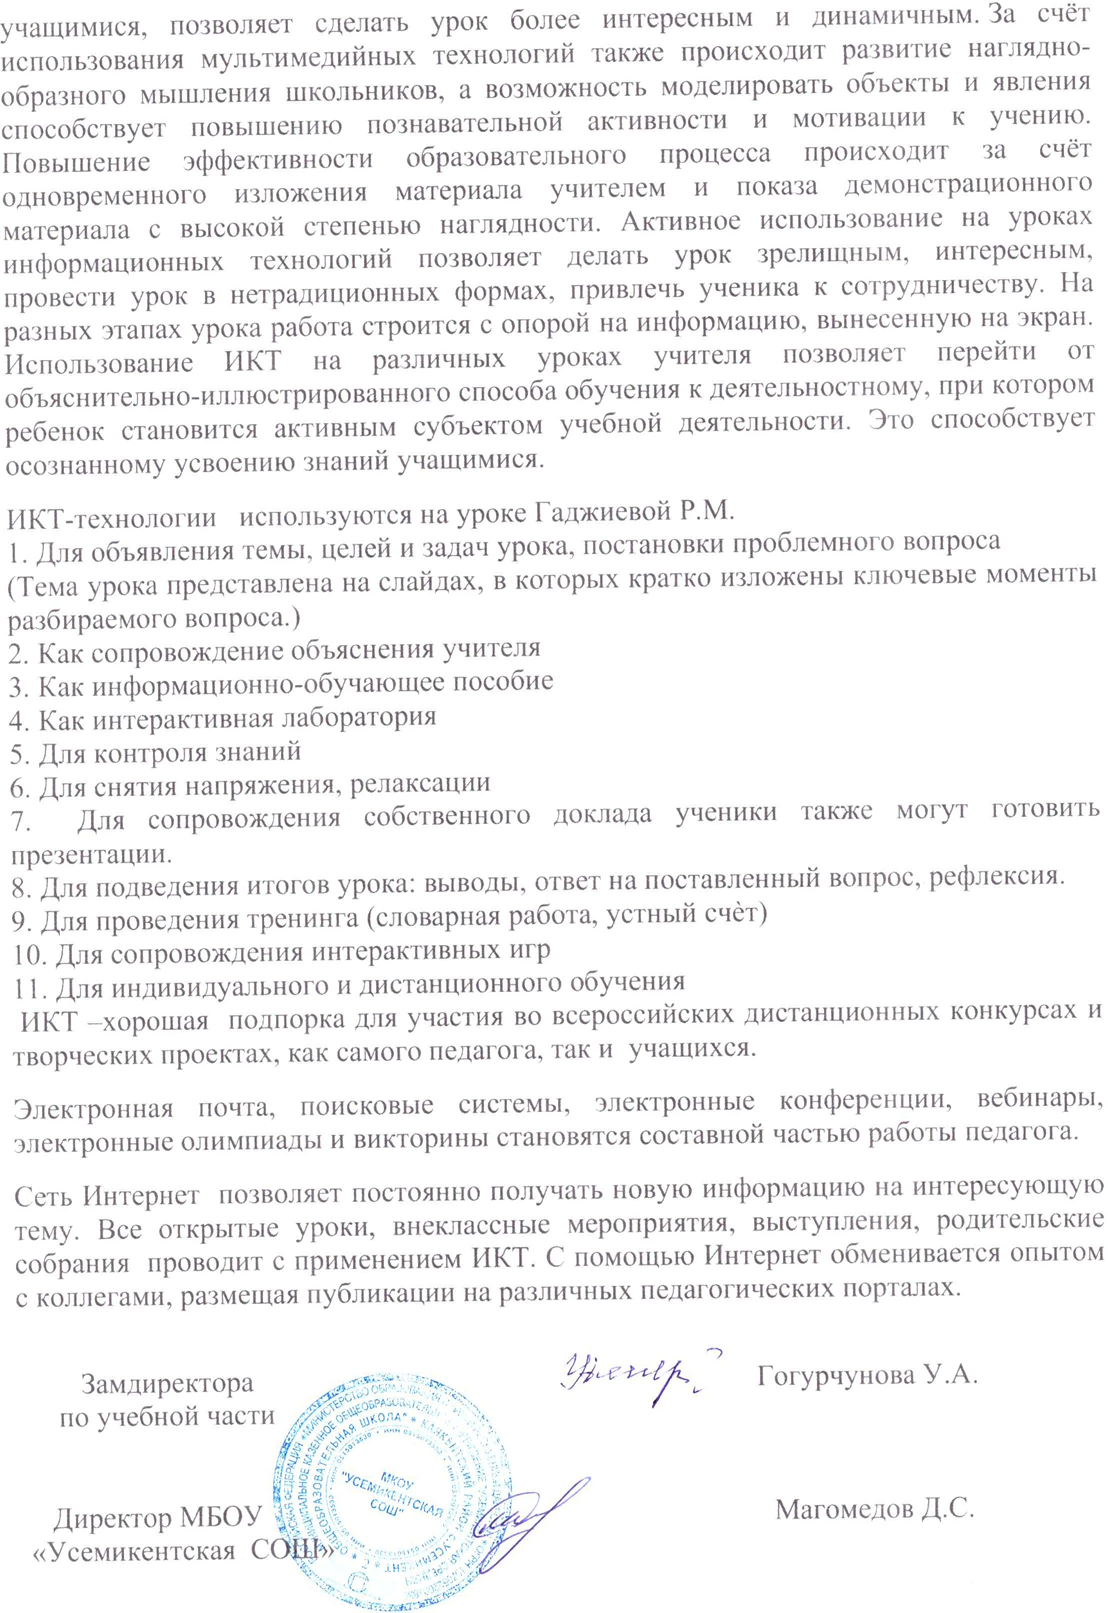 учащимися, позволяет сделать урок более интересным и динамичным. За счёт
использования мультимедийных технологий также происходит развитие наглядно-
образного мышления школьников, а возможность моделировать объекты и явления
способствует повышению познавательной активности и мотивации к учению.
Повышение эффективности образовательного процесса происходит за счёт
одновременного изложения материала учителем и показа демонстрационного
материала с высокой степенью наглядности. Активное использование на уроках
информационных технологий позволяет делать урок зрелищным, интересным,
провести урок в нетрадиционных формах, привлечь ученика к сотрудничеству. На
разных этапах урока работа строится с опорой на информацию, вынесенную на экран.
Использование ИКТ на различных уроках учителя позволяет перейти от
объяснительно-иллюстрированного способа обучения к деятельностному, при котором
ребенок становится активным субъектом учебной деятельности. Это способствует
осознанному усвоению знаний учащимися.
ИКТ-технологии используются на уроке Гаджиевой Р.М.
1. Для объявления темы, целей и задач урока, постановки проблемного вопроса
(Тема урока представлена на слайдах, в которых кратко изложены ключевые моменты
разбираемого вопроса.)
2. Как сопровождение объяснения учителя
3. Как информационно-обучающее пособие
4. Как интерактивная лаборатория
5. Для контроля знаний
6. Для снятия напряжения, релаксации
7. Для сопровождения собственного доклада ученики также могут готовить
презентации.
8. Для подведения итогов урока: выводы, ответ на поставленный вопрос, рефлексия.
9. Для проведения тренинга (словарная работа, устный счѐт)
10. Для сопровождения интерактивных игр
11. Для индивидуального и дистанционного обучения
ИКТ –хорошая подпорка для участия во всероссийских дистанционных конкурсах и
творческих проектах, как самого педагога, так и учащихся.
Электронная почта, поисковые системы, электронные конференции, вебинары,
электронные олимпиады и викторины становятся составной частью работы педагога.
Сеть Интернет позволяет постоянно получать новую информацию на интересующую
тему. Все открытые уроки, внеклассные мероприятия, выступления, родительские
собрания проводит с применением ИКТ. С помощью Интернет обменивается опытом
с коллегами, размещая публикации на различных педагогических порталах.
Замдиректора Гогурчунова У.А.
по учебной части
МКОУ
"УСЕМИКЕНТСКАЯ
СОШ"
Директор МБОУ Магомедов Д.С.
«Усемикентская СОШ»